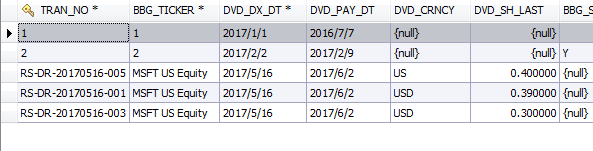 TRAN_NO * BBG_TICKER * DVD_DX_DT * DVD_PAY_DT DVD_CRNCY DVD_SH_LAST BBG_S
1 1 2017/1/1 2016/7/7 {null} {null} {null}
2 2 2017/2/2 2017/2/9 {null} {null} Y
RS-DR-20170516-005 MSFT US Equity 2017/5/16 2017/6/2 US 0.400000 {null}
RS-DR-20170516-001 MSFT US Equity 2017/5/16 2017/6/2 USD 0.390000 {null}
RS-DR-20170516-003 MSFT US Equity 2017/5/16 2017/6/2 USD 0.300000 {null}